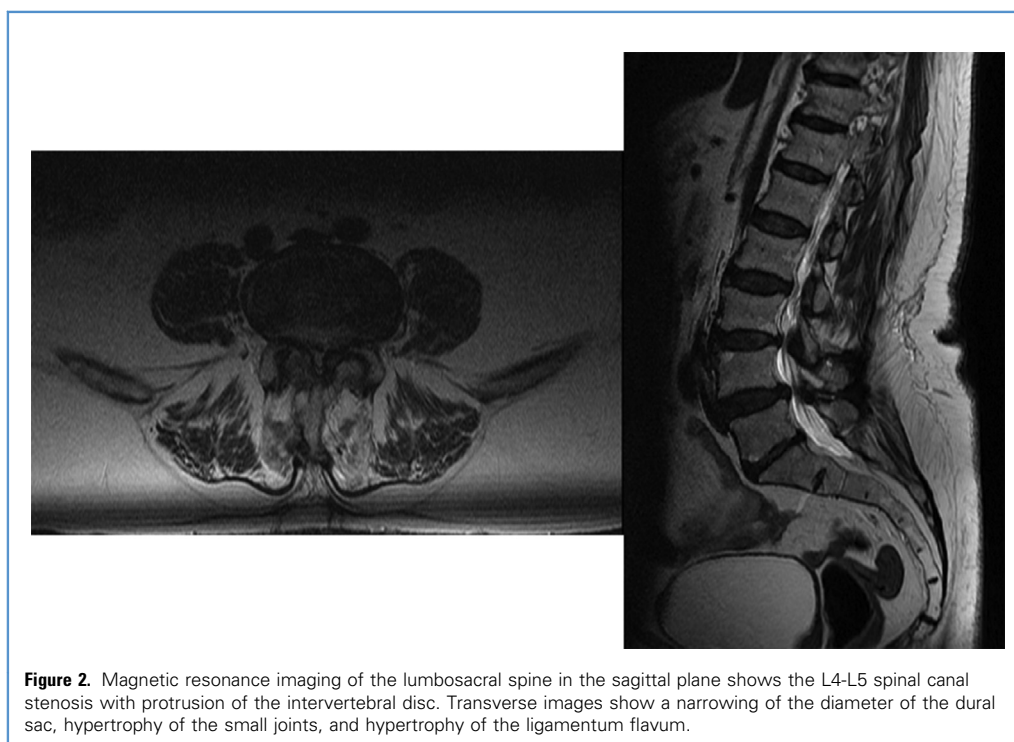 Figure 2. Magnetic resonance imaging of the lumbosacral spine in the sagittal plane shows the L4-L5 spinal canal
stenosis with protrusion of the intervertebral disc. Transverse images show a narrowing of the diameter of the dural
sac, hypertrophy of the small joints, and hypertrophy of the ligamentum flavum.